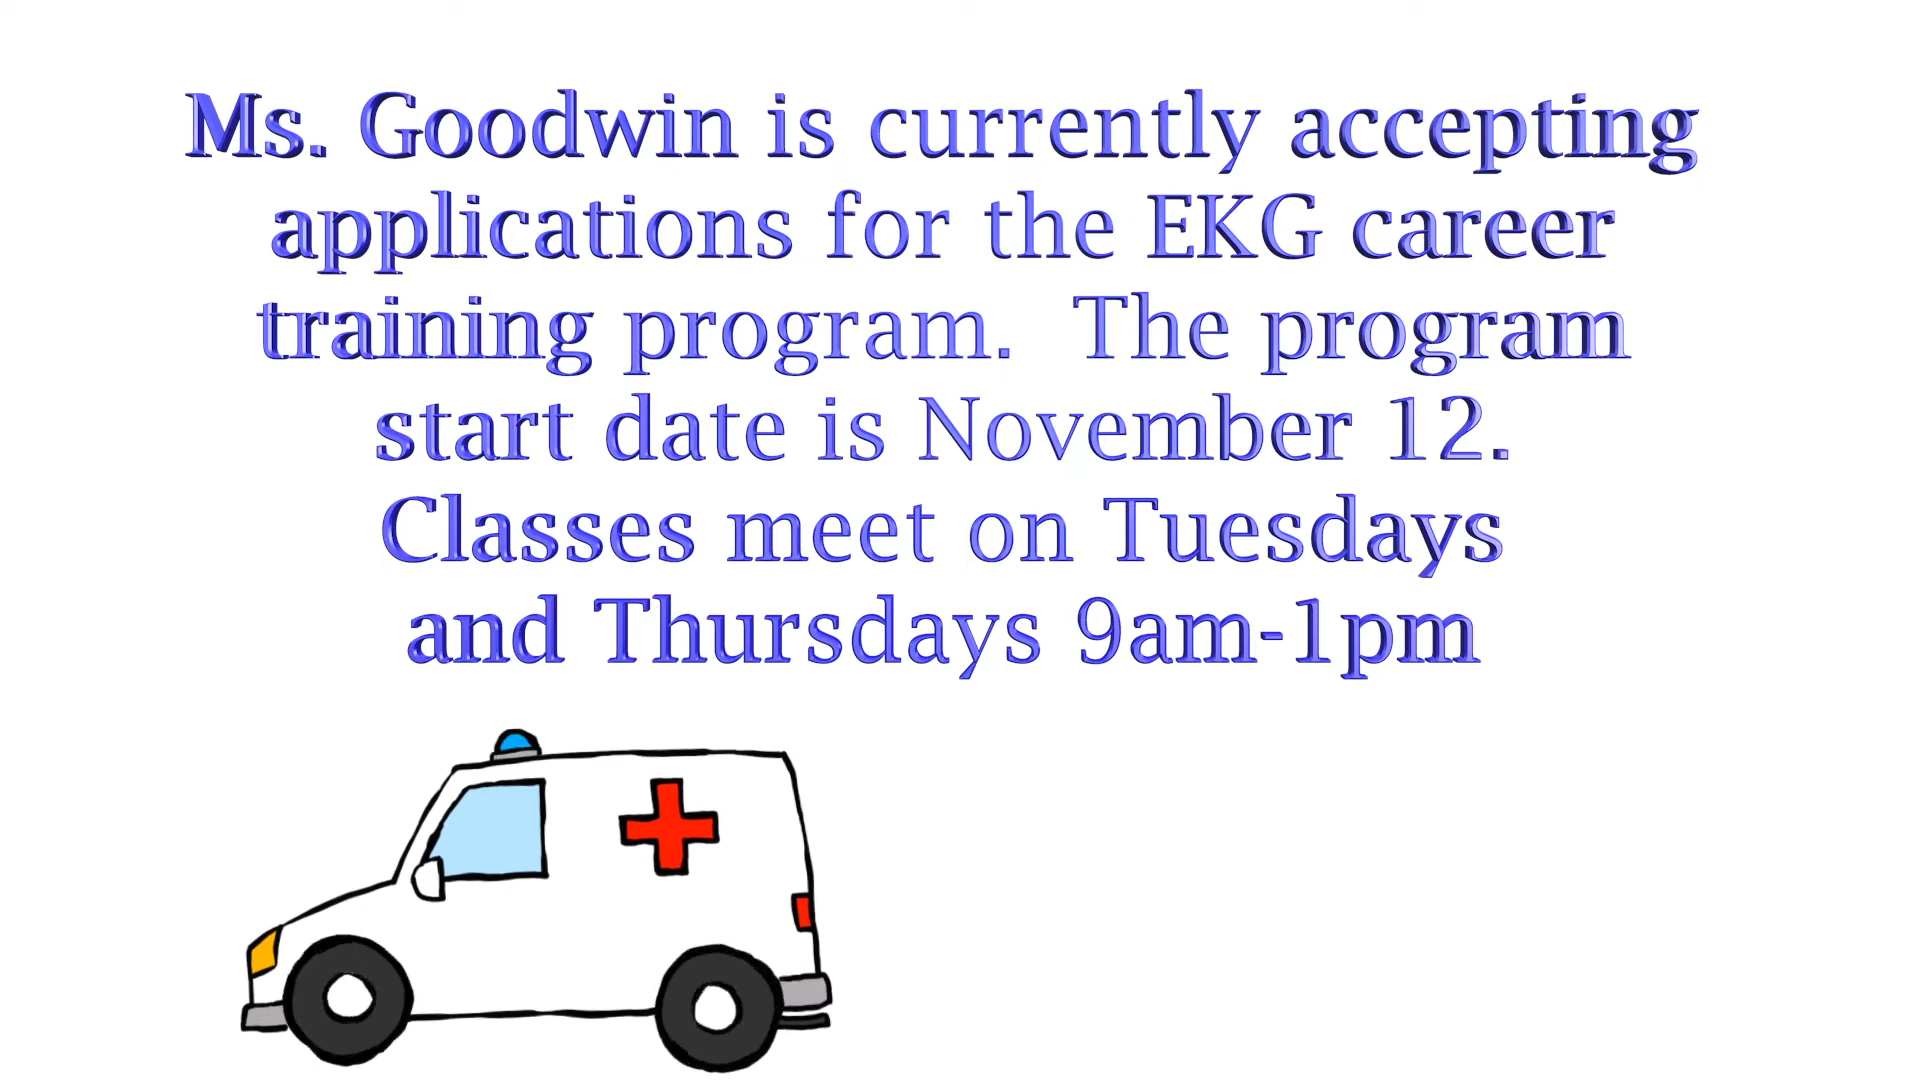 Ms. Goodwin is currently accepting
applications for the EKG career
training program.  The program
start date is November 12.
Classes meet on Tuesdays
and Thursdays 9am-1pm